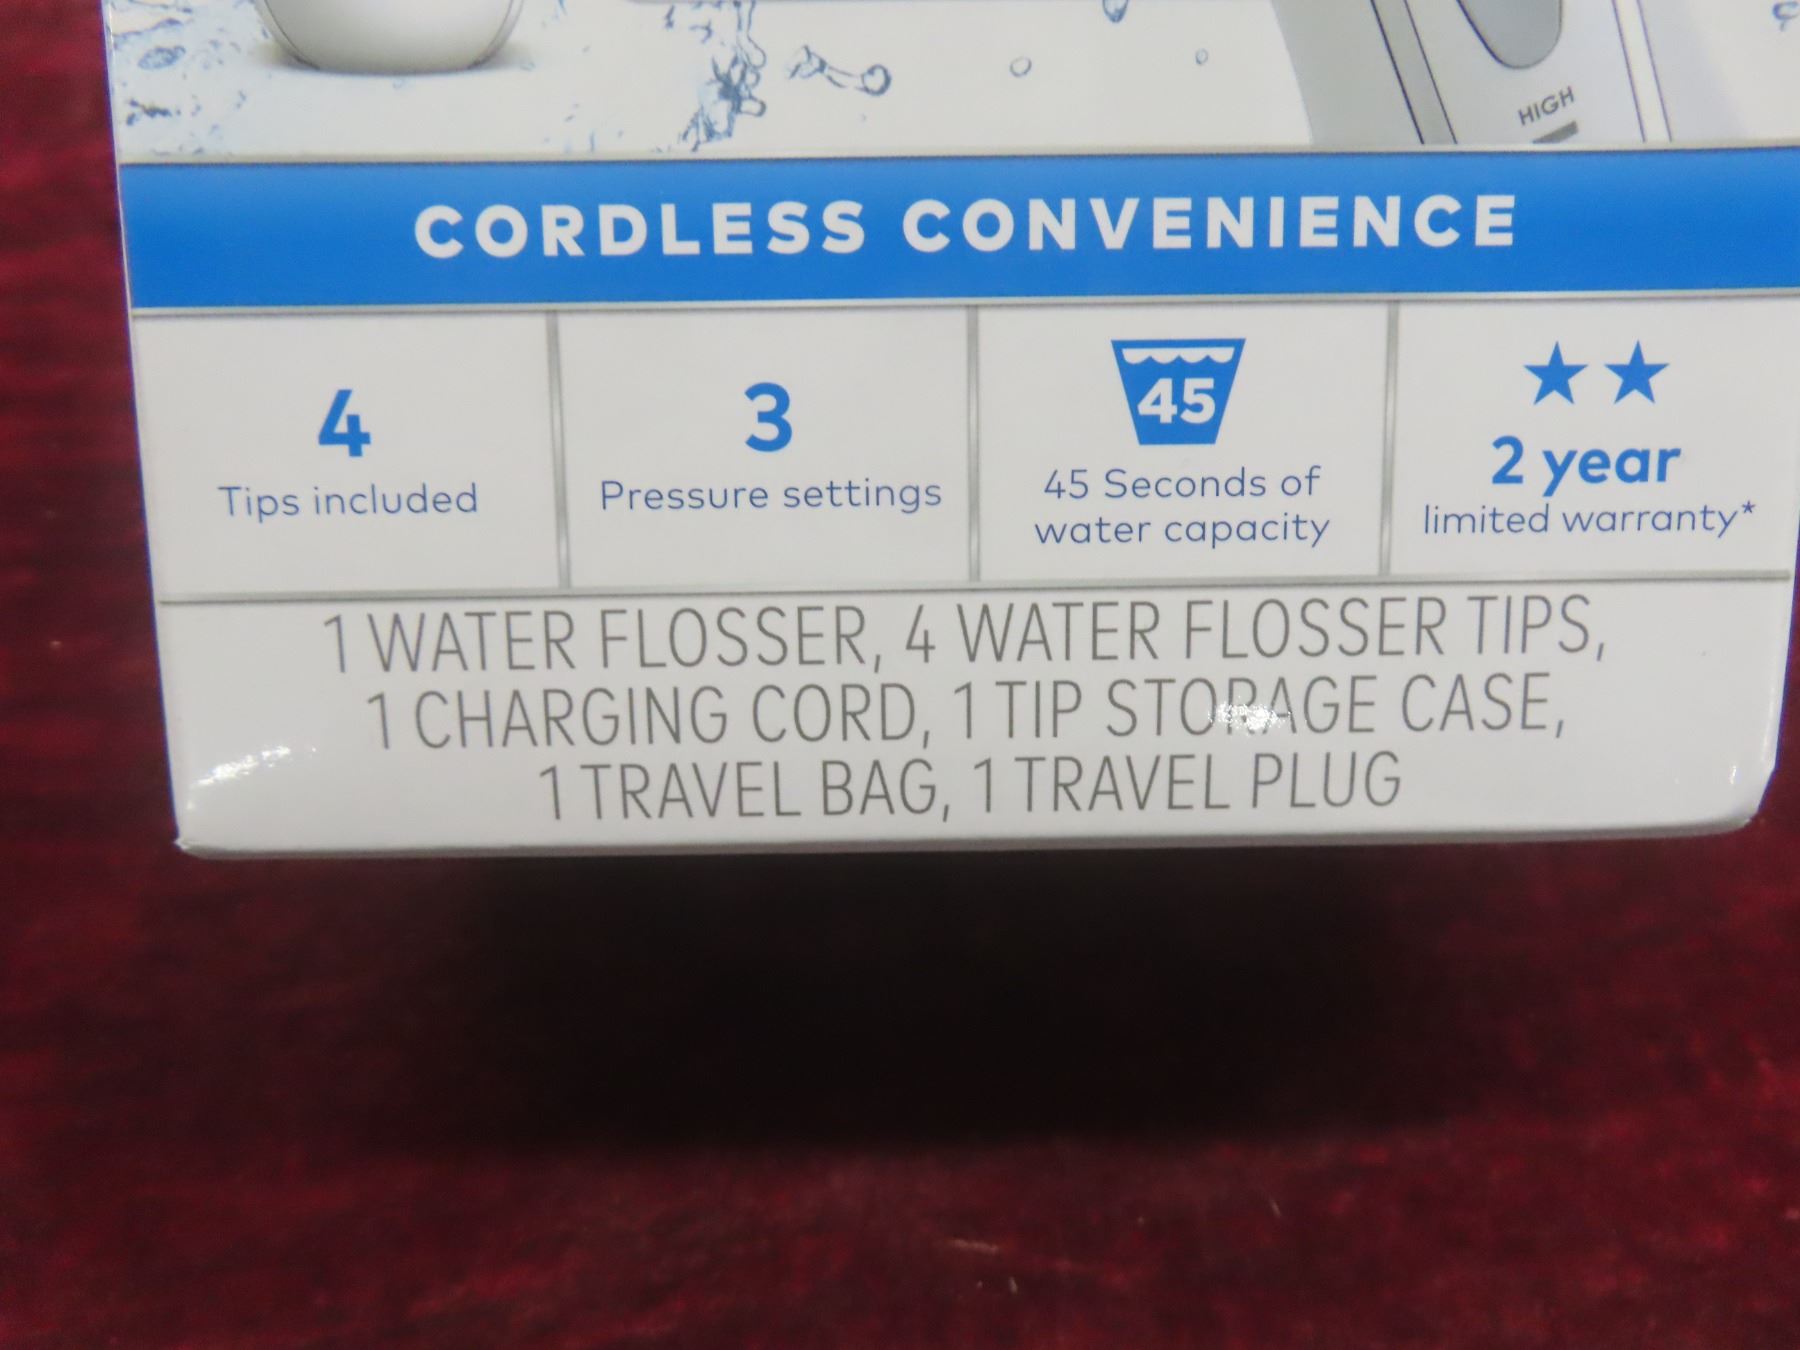 HIGH
CORDLESS CONVENIENCE
4
Tips included
3
Pressure settings
45
45 Seconds of
water capacity
2 year
limited warranty*
1 WATER FLOSSER, 4 WATER FLOSSER TIPS,
1 CHARGING CORD, 1 TIP STORAGE CASE,
1 TRAVEL BAG, 1 TRAVEL PLUG